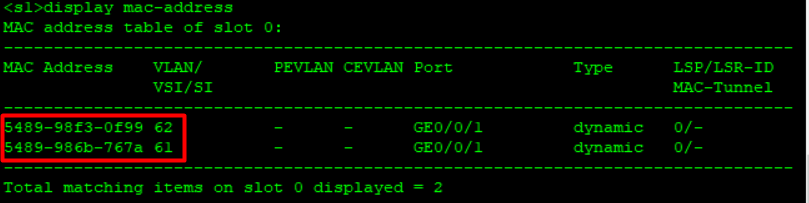 <sl>display mac-address
MAC address table of slot 0:
-------------------------------------------------------------------------------
MAC Address    VLAN/       PEVLAN CEVLAN Port            Type      LSP/LSR-ID
               VSI/SI                                              MAC-Tunnel
-------------------------------------------------------------------------------
5489-98f3-0f99 62          -      -      GE0/0/1         dynamic   0/-
5489-986b-767a 61          -      -      GE0/0/1         dynamic   0/-
-------------------------------------------------------------------------------
Total matching items on slot 0 displayed = 2